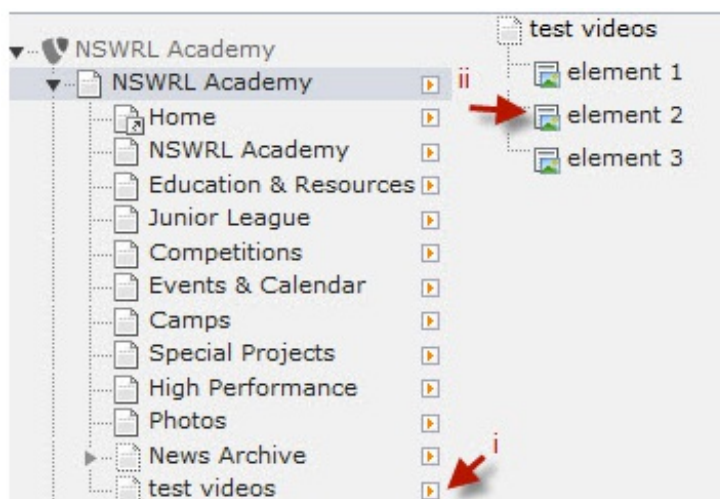 NSWRL Academy
NSWRL Academy
Home
NSWRL Academy
Education & Resources
Junior League
Competitions
Events & Calendar
Camps
Special Projects
High Performance
Photos
News Archive
test videos
i
test videos
element 1
ii
element 2
element 3